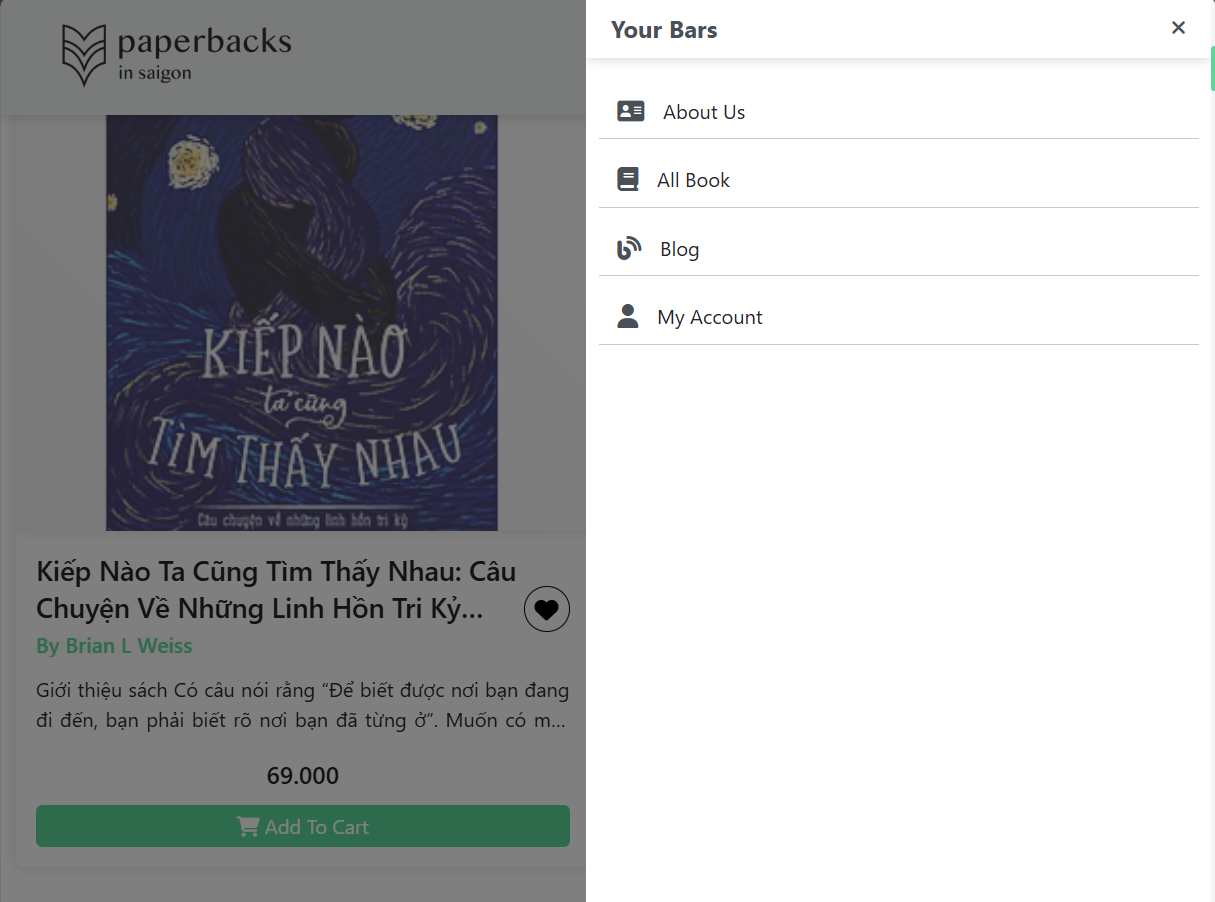 paperbacks
in saigon
KIẾP NÀO
ta cũng
TÌM THẤY NHAU
Câu chuyện về những linh hồn tri kỷ
Kiếp Nào Ta Cũng Tìm Thấy Nhau: Câu
Chuyện Về Những Linh Hồn Tri Kỷ...
By Brian L Weiss
Giới thiệu sách Có câu nói rằng “Để biết được nơi bạn đang
đi đến, bạn phải biết rõ nơi bạn đã từng ở”. Muốn có m...
69.000
Add To Cart
Your Bars
About Us
All Book
Blog
My Account